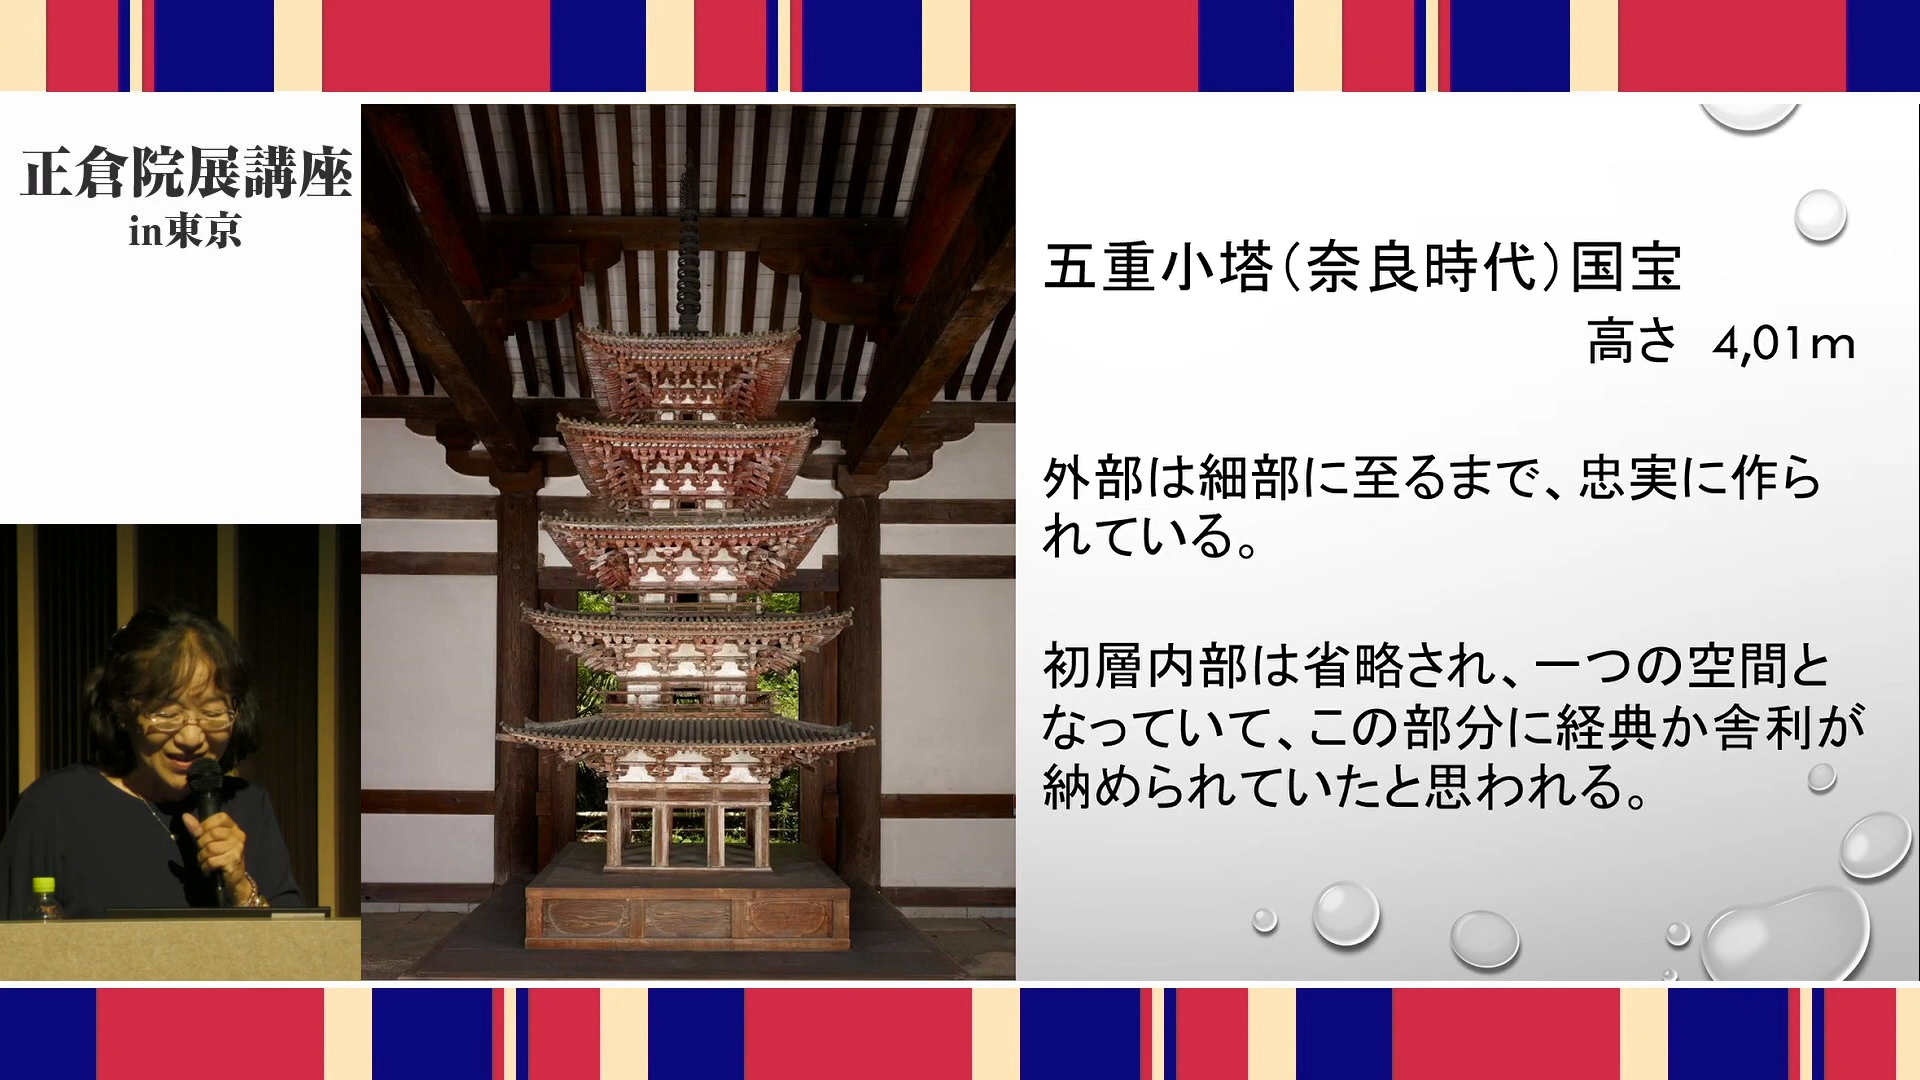 正倉院展講座
in東京
五重小塔（奈良時代）国宝
高さ 4,01m
外部は細部に至るまで、忠実に作ら
れている。
初層内部は省略され、一つの空間と
なっていて、この部分に経典か舎利が
納められていたと思われる。